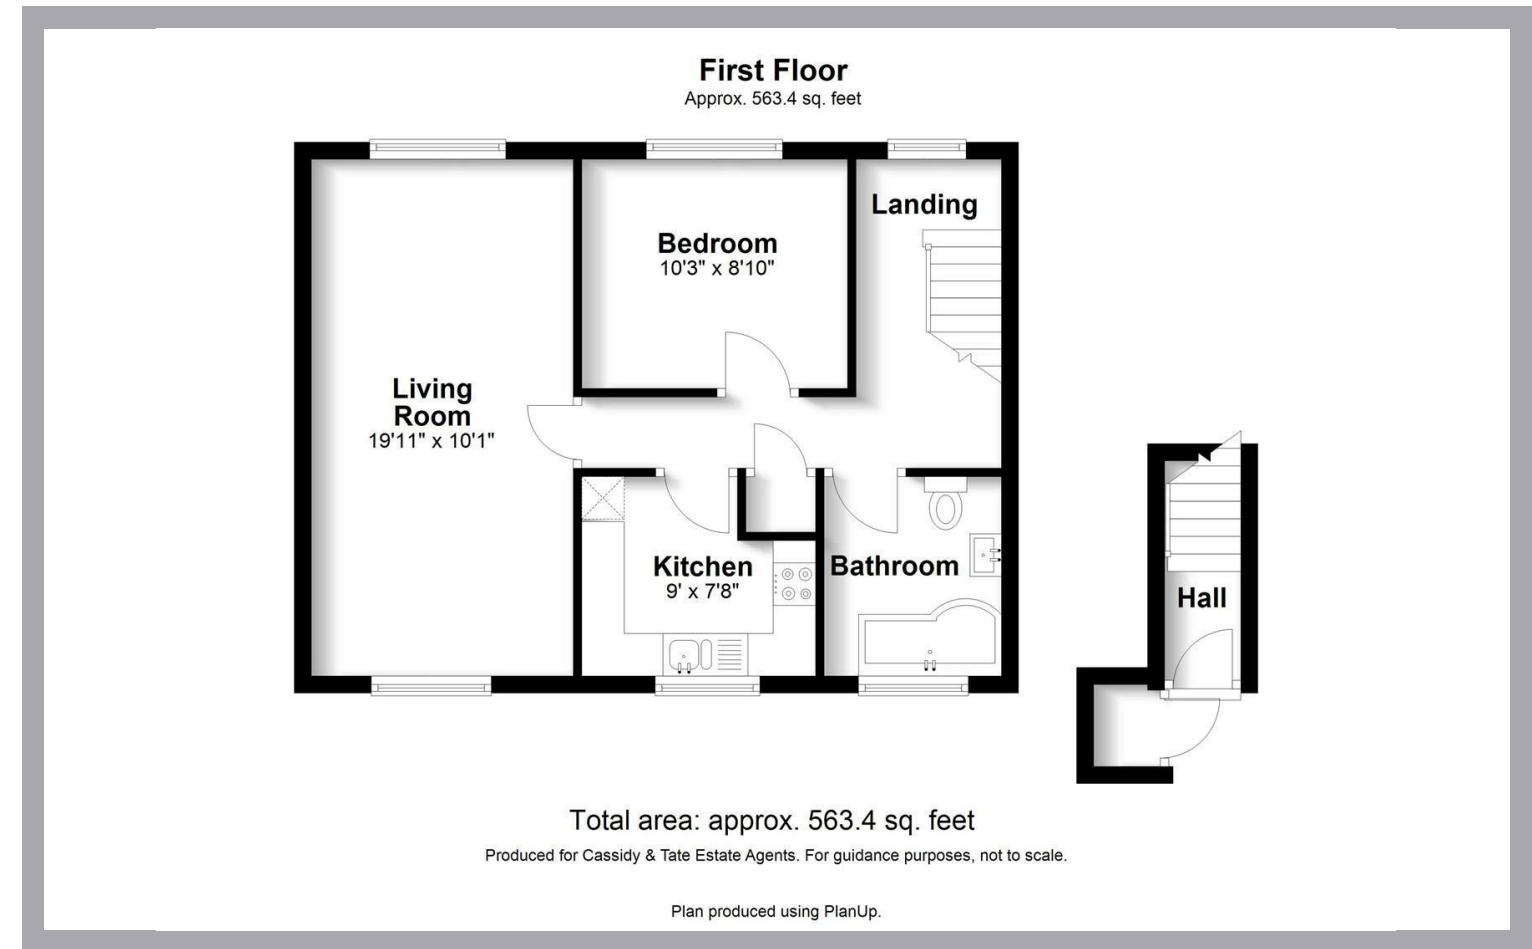 First Floor
Approx. 563.4 sq. feet
Landing
Bedroom
10'3" x 8'10"
Living
Room
19'11" x 10'1"
Kitchen
9' x 7'8"
Bathroom
Hall
Total area: approx. 563.4 sq. feet
Produced for Cassidy & Tate Estate Agents. For guidance purposes, not to scale.
Plan produced using PlanUp.